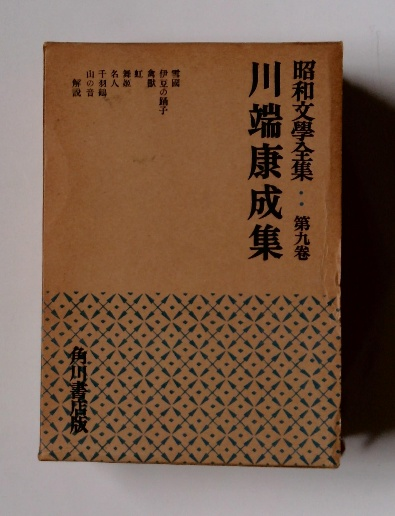 昭和文學全集‥第九巻
川端康成集
雪國
伊豆の踊子
禽獸
虹
舞姫
名人
千羽鶴
山の音
解説
角川書店版